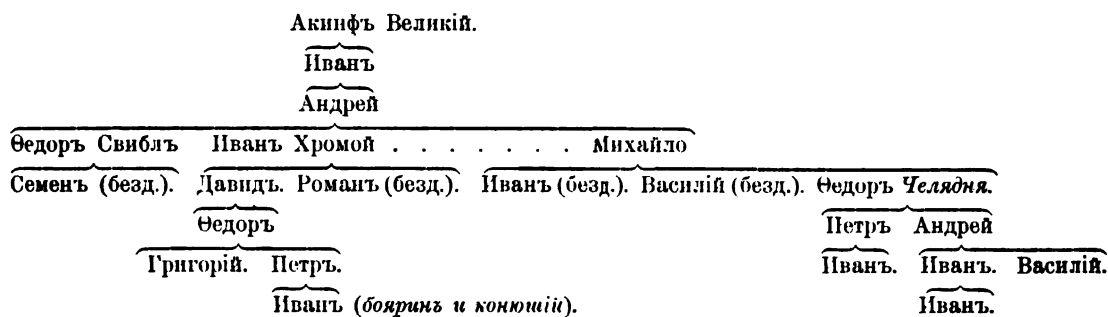 Акинѳъ Великій.
Иванъ
Андрей
Ѳедоръ Свиблъ Иванъ Хромой . . . . . . . Михайло
Семенъ (безд.). Давидъ. Романъ (безд.). Иванъ (безд.). Василій (безд.). Ѳедоръ Челядня.
Ѳедоръ Петръ Андрей
Григорій. Петръ. Иванъ. Иванъ. Василій.
Иванъ (бояринъ и конюшій). Иванъ.